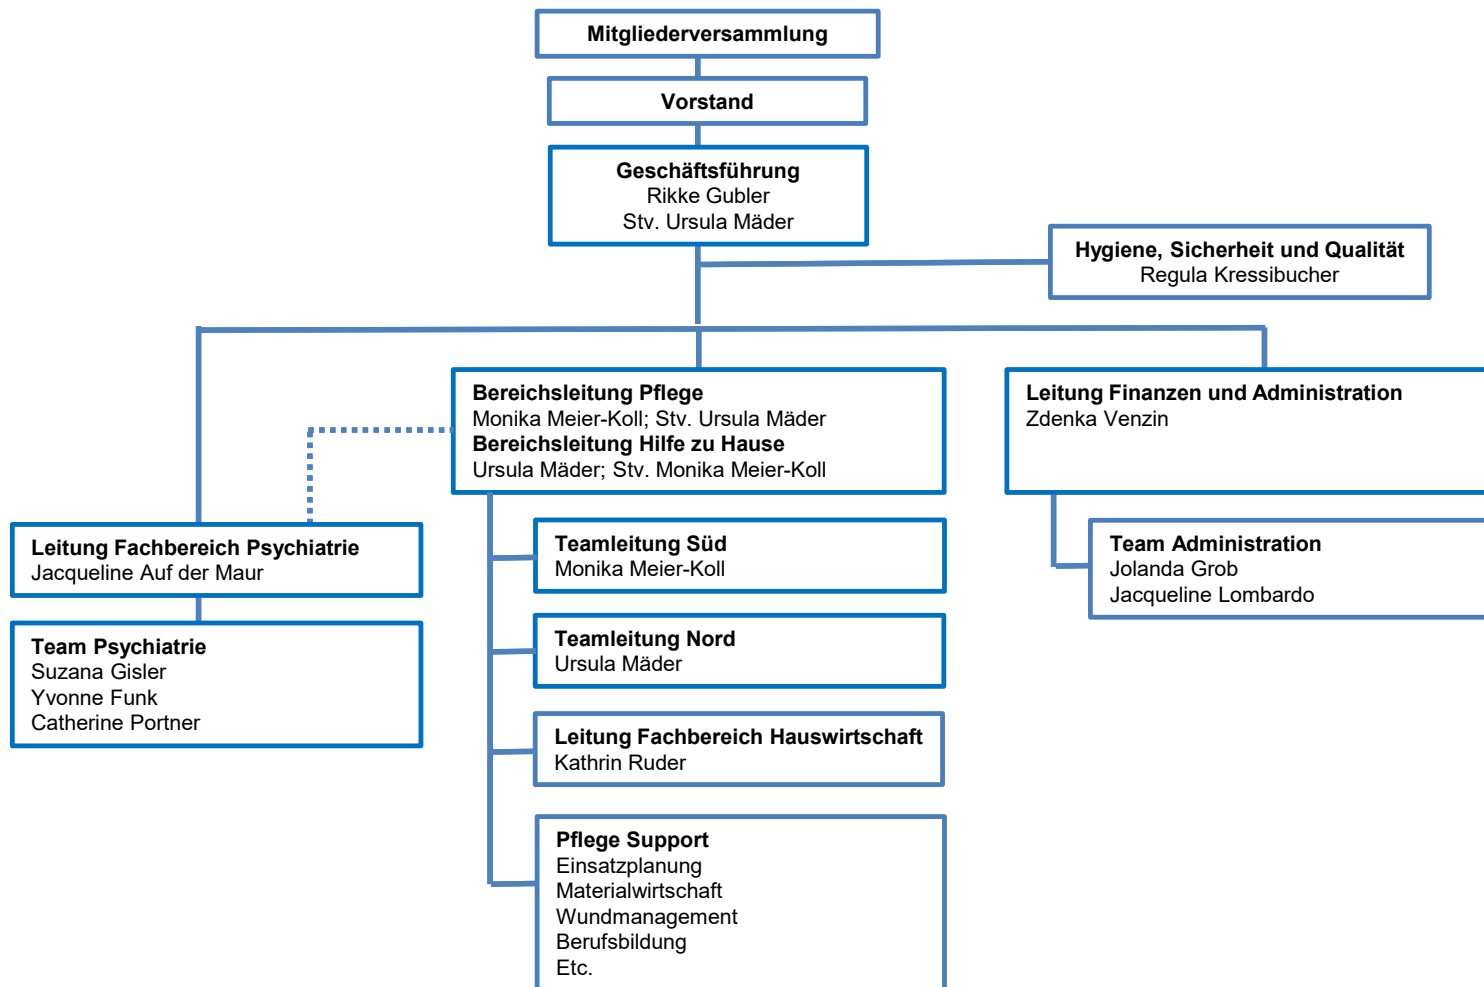 Mitgliederversammlung
Vorstand
Geschäftsführung
Rikke Gubler
Stv. Ursula Mäder
Hygiene, Sicherheit und Qualität
Regula Kressibucher
Bereichsleitung Pflege
Monika Meier-Koll; Stv. Ursula Mäder
Bereichsleitung Hilfe zu Hause
Ursula Mäder; Stv. Monika Meier-Koll
Leitung Finanzen und Administration
Zdenka Venzin
Leitung Fachbereich Psychiatrie
Jacqueline Auf der Maur
Team Psychiatrie
Suzana Gisler
Yvonne Funk
Catherine Portner
Teamleitung Süd
Monika Meier-Koll
Teamleitung Nord
Ursula Mäder
Leitung Fachbereich Hauswirtschaft
Kathrin Ruder
Pflege Support
Einsatzplanung
Materialwirtschaft
Wundmanagement
Berufsbildung
Etc.
Team Administration
Jolanda Grob
Jacqueline Lombardo